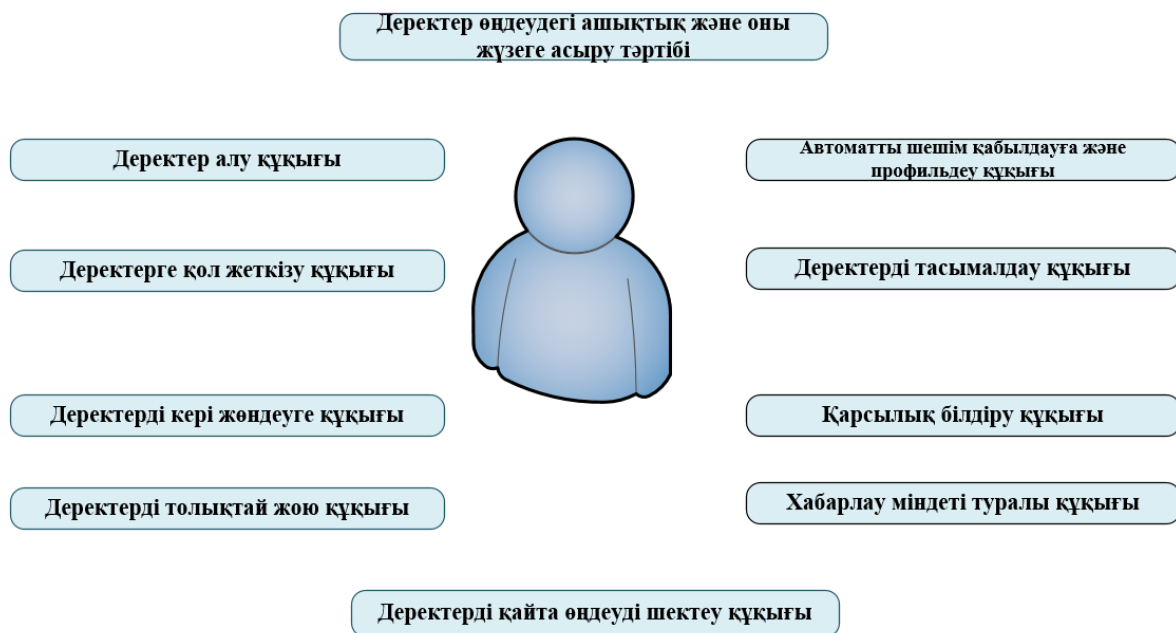 Деректер өңдеудегі ашықтық және оны
жүзеге асыру тәртібі
Деректер алу құқығы
Деректерге қол жеткізу құқығы
Деректерді кері жөндеуге құқығы
Деректерді толықтай жою құқығы
Автоматты шешім қабылдауға және
профильдеу құқығы
Деректерді тасымалдау құқығы
Қарсылық білдіру құқығы
Хабарлау міндеті туралы құқығы
Деректерді қайта өңдеуді шектеу құқығы